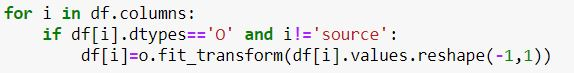 for i in df.columns:
    if df[i].dtypes=='O' and i!='source':
        df[i]=o.fit_transform(df[i].values.reshape(-1,1))